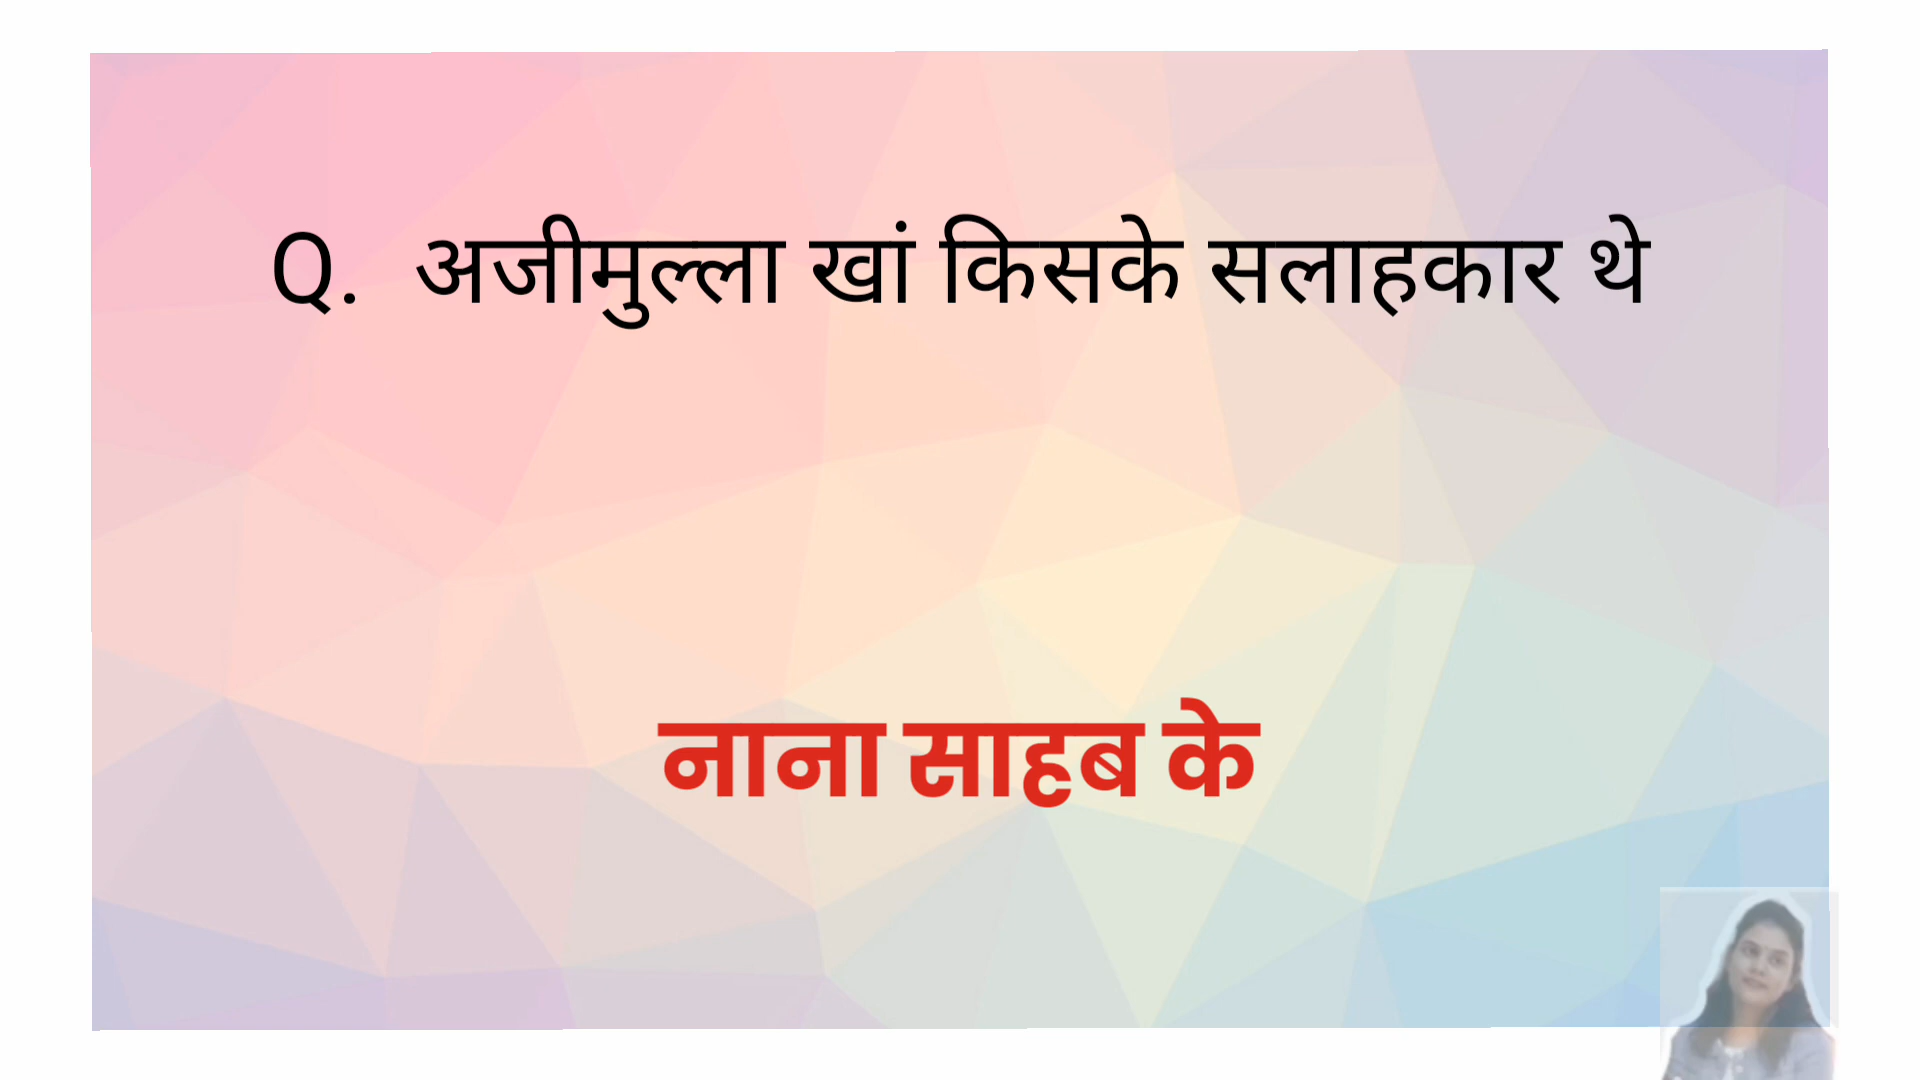 Q. अजीमुल्ला खां किसके सलाहकार थे
नाना साहब के